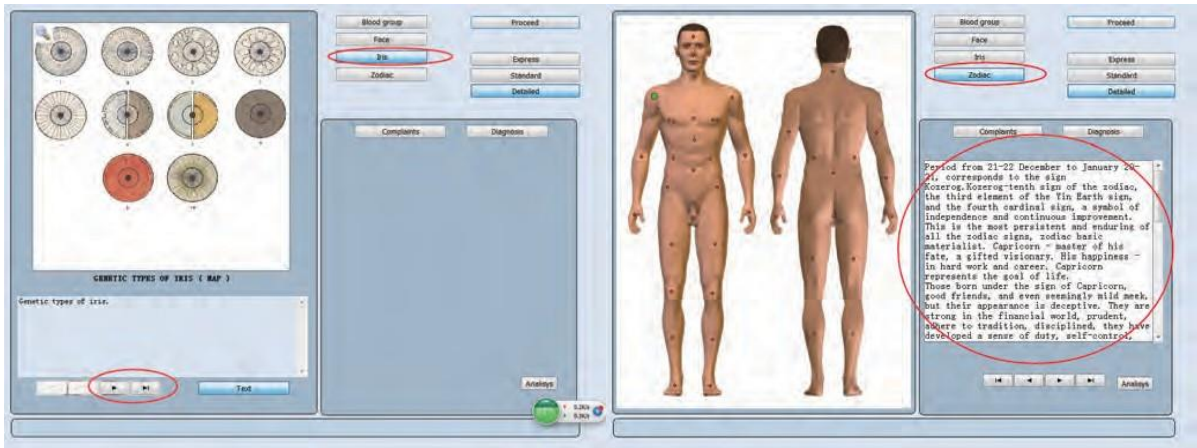 Blood group
Face
Iris
Zodiac
Proceed
Express
Standard
Detailed
GENETIC TYPES OF IRIS ( MAP )
Genetic types of iris.
Text
Complaints
Diagnosis
Analisys
Blood group
Face
Iris
Zodiac
Proceed
Express
Standard
Detailed
Complaints
Diagnosis
Period from 21-22 December to January 20-
21, corresponds to the sign
Kozerog.Kozerog-tenth sign of the zodiac,
the third element of the Tin Earth sign,
and the fourth cardinal sign, a symbol of
independence and continuous improvement.
This is the most persistent and enduring of
all the zodiac signs, zodiac basic
materialist. Capricorn - master of his
fate, a gifted visionary. His happiness -
in hard work and career. Capricorn
represents the goal of life.
Those born under the sign of Capricorn,
good friends, and even seemingly mild meek,
but their appearance is deceptive. They are
strong in the financial world, prudent,
adhere to tradition, disciplined, they have
developed a sense of duty, self-control,
Analisys